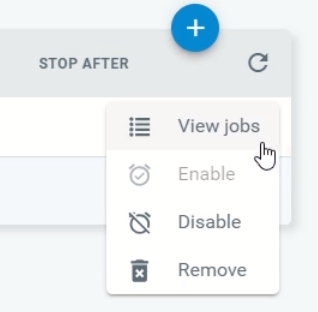 STOP AFTER
View jobs
Enable
Disable
Remove